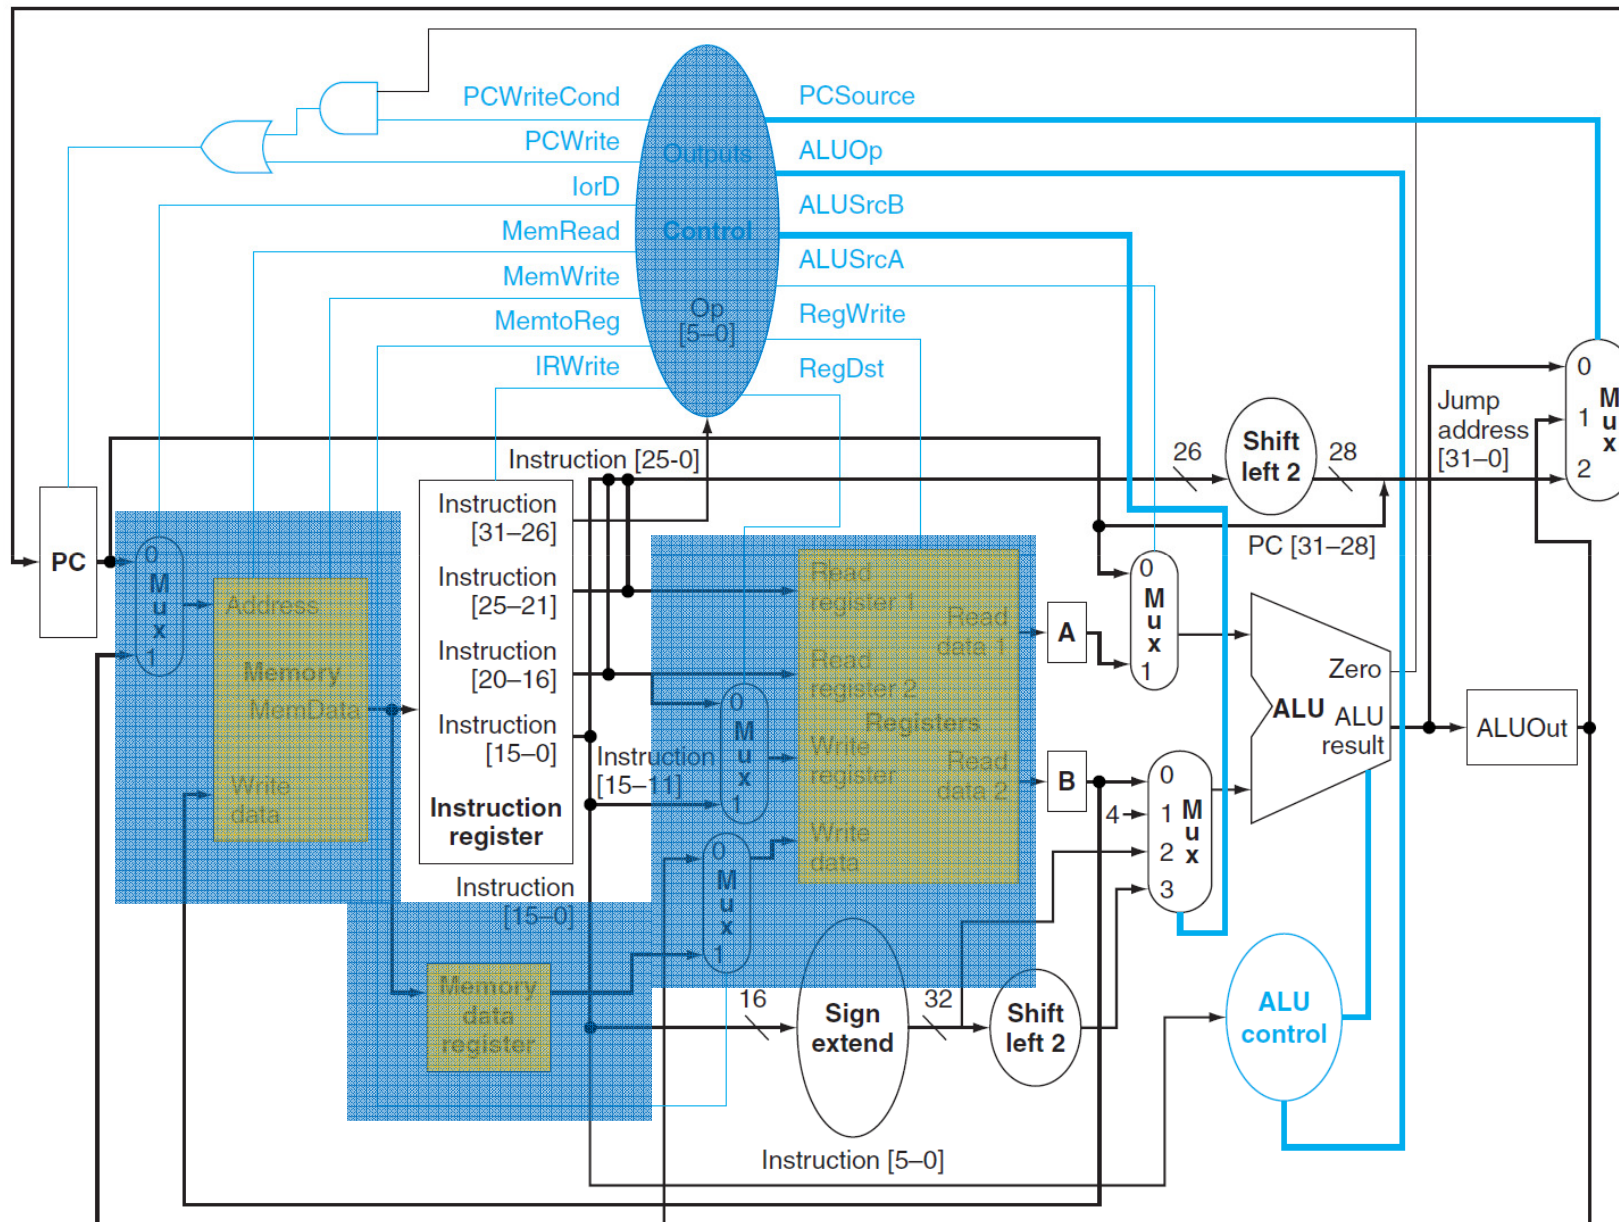 PCWriteCond
PCWrite
IorD
MemRead
MemWrite
MemtoReg
IRWrite
Outputs
Control
Op
[5–0]
PCSource
ALUOp
ALUSrcB
ALUSrcA
RegWrite
RegDst
Instruction [25-0]
26
Shift
left 2
28
Jump
address
[31–0]
0
1
2
M
u
x
PC [31–28]
PC
0
M
u
x
1
Address
Memory
MemData
Write
data
Instruction
[31–26]
Instruction
[25–21]
Instruction
[20–16]
Instruction
[15–0]
Instruction
register
Instruction
[15–11]
Instruction
[15–0]
0
M
u
x
1
0
M
u
x
1
Read
register 1
Read
register 2
Registers
Write
register
Write
data
Read
data 1
Read
data 2
A
B
0
M
u
x
1
4
0
1
2
3
M
u
x
Zero
ALU
ALU
result
ALUOut
Memory
data
register
16
Sign
extend
32
Shift
left 2
ALU
control
Instruction [5–0]